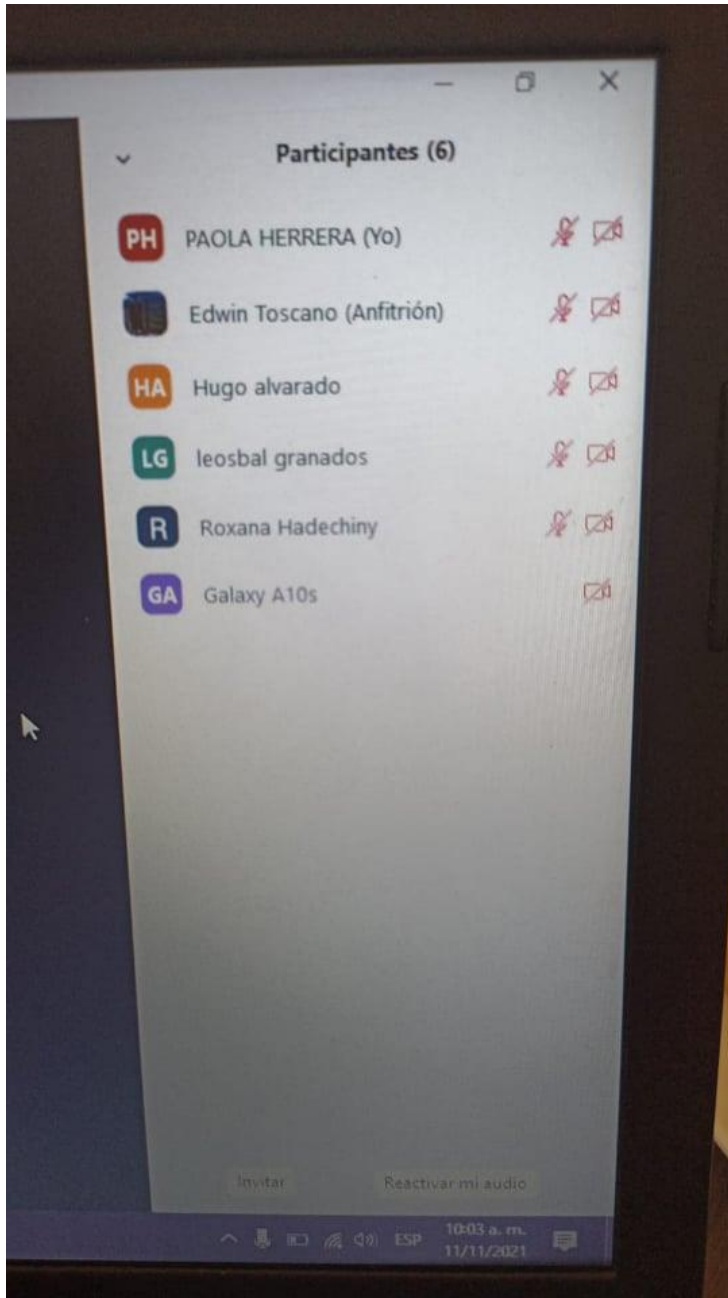 Participantes (6)
PH PAOLA HERRERA (Yo)
Edwin Toscano (Anfitrión)
HA Hugo alvarado
LG leosbal granados
R Roxana Hadechiny
GA Galaxy A10s
Invitar Reactivar mi audio
ESP 10:03 a. m.
11/11/2021